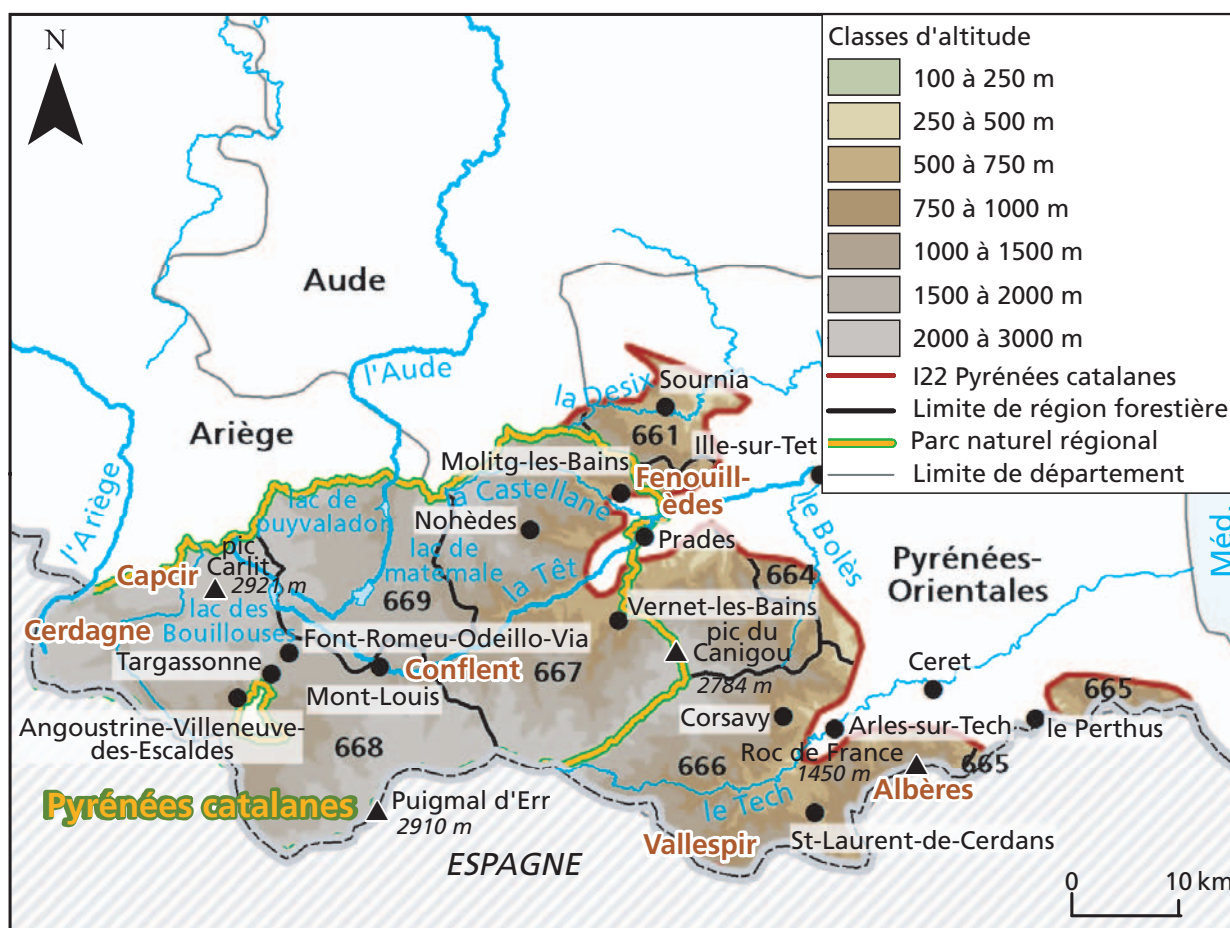 N
Classes d'altitude
100 à 250 m
250 à 500 m
500 à 750 m
750 à 1000 m
1000 à 1500 m
1500 à 2000 m
2000 à 3000 m
I22 Pyrénées catalanes
Limite de région forestière
Parc naturel régional
Limite de département
Aude
Ariège
l'Aude
l'Ariège
la Desix
Sournia
661
Ille-sur-Tet
Molitg-les-Bains
Fenouill-
èdes
la Castellane
Nohèdes
Prades
le Bolès
Pyrénées-
Orientales
Méd.
lac de
puyvalador
lac de
matemale
la Têt
pic
Carlit
2921 m
Capcir
Cerdagne
lac des
Bouillouses
669
664
Vernet-les-Bains
pic du
Canigou
2784 m
Font-Romeu-Odeillo-Via
Targassonne
Conflent
667
Mont-Louis
Angoustrine-Villeneuve-
des-Escaldes
668
Ceret
Corsavy
Arles-sur-Tech
665
le Perthus
Roc de France
1450 m
665
666
Albères
le Tech
Pyrénées catalanes
Puigmal d'Err
2910 m
ESPAGNE
Vallespir
St-Laurent-de-Cerdans
0 10 km